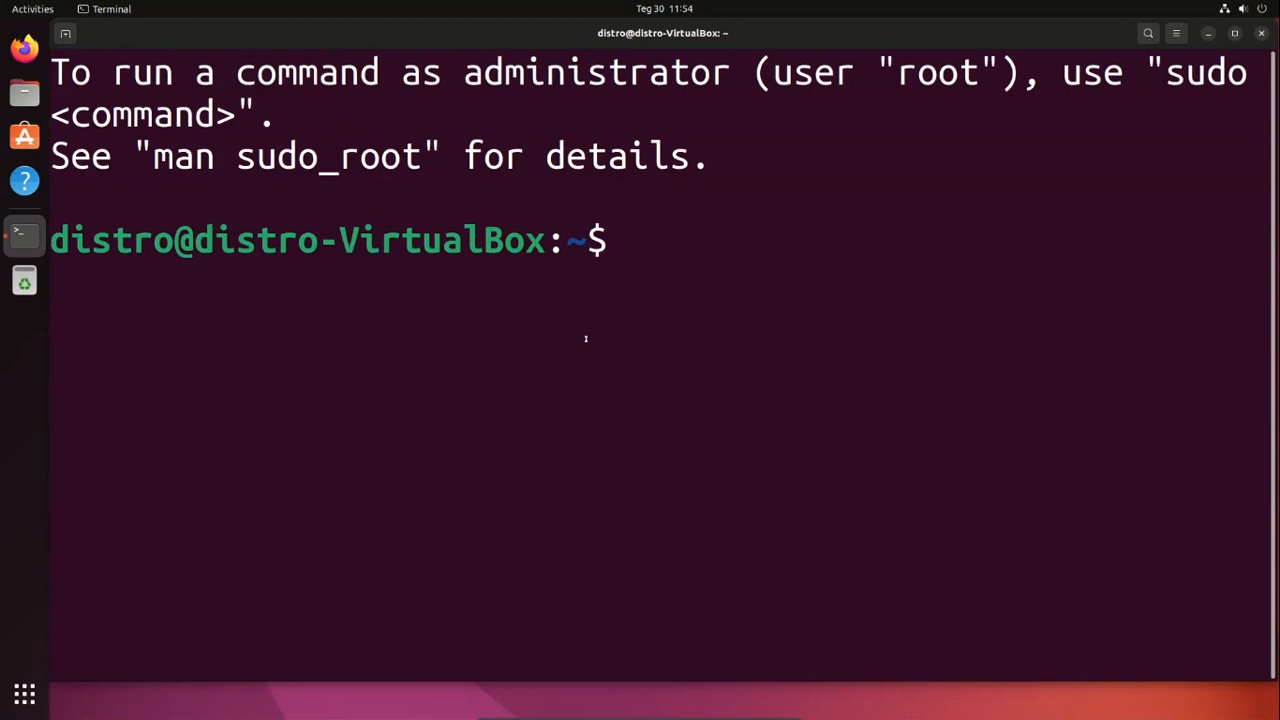 Activities
Terminal
Teg 30 11:54
distro@distro-VirtualBox: ~
To run a command as administrator (user "root"), use "sudo
<command>".
See "man sudo_root" for details.
distro@distro-VirtualBox:~$